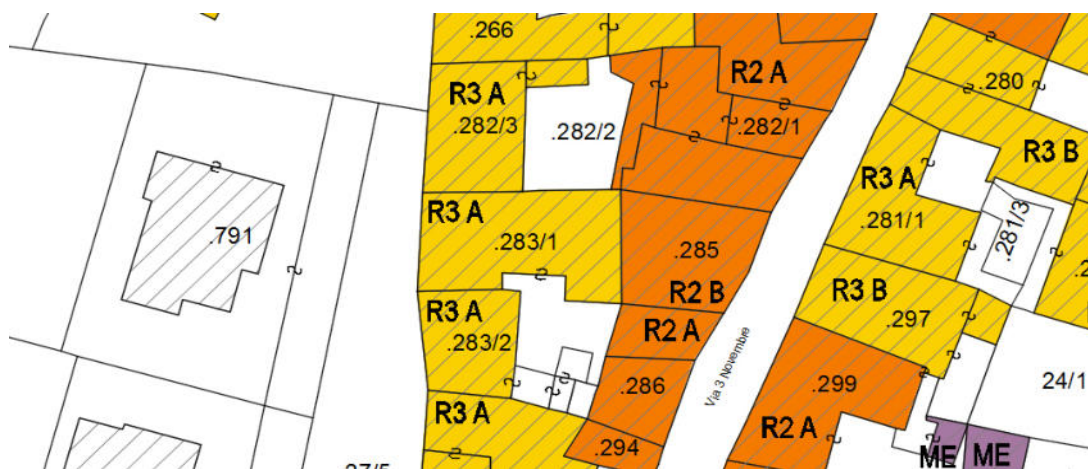 .266
R2 A
.280
R3 A
.282/3
.282/2
.282/1
R3 B
R3 A
R3 A
.281/1
.281/3
.791
.283/1
.285
R2 B
R3 B
.297
R3 A
.283/2
R2 A
Via 3 Novembre
.286
.299
24/1
R3 A
R2 A
.294
ME
ME